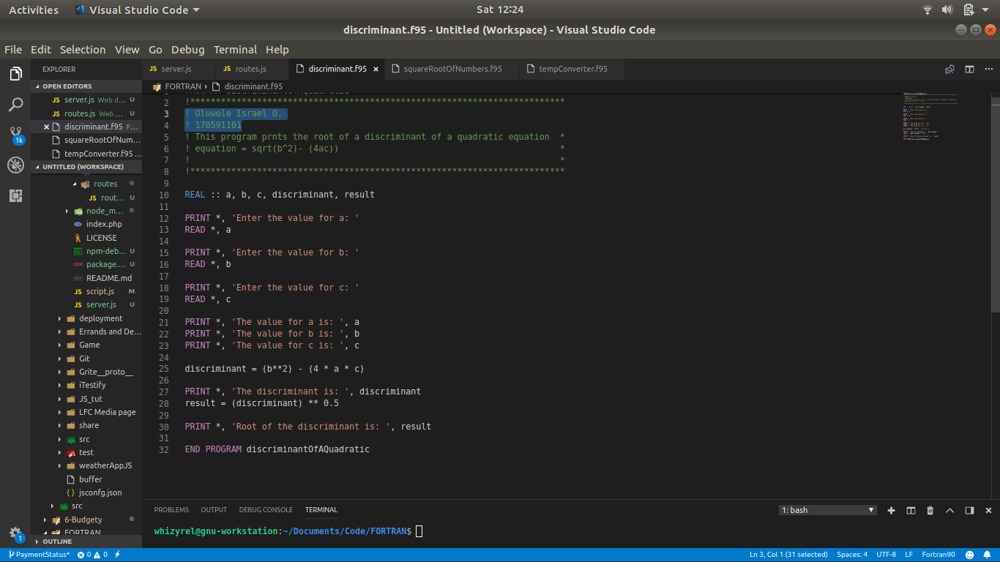 Activities Visual Studio Code Sat 12:24
discriminant.f95 - Untitled (Workspace) - Visual Studio Code
File Edit Selection View Go Debug Terminal Help
EXPLORER
OPEN EDITORS
JS server.js Web d... U
JS routes.js Web ... U
discriminant.f95 F...
squareRootOfNum...
tempConverter.f95 ...
UNTITLED (WORKSPACE)
routes
JS rout... U
node_m...
index.php
LICENSE
npm-deb... U
package.... U
README.md
JS script.js M
JS server.js U
deployment
Errands and De...
Game
Git
Grite__proto__
iTestify
JS_tut
LFC Media page
share
src
test
weatherAppJS
buffer
{} jsconfg.json
src
6-Budgety
FORTRAN
OUTLINE
1k
1
JS server.js JS routes.js discriminant.f95 squareRootOfNumbers.f95 tempConverter.f95
FORTRAN discriminant.f95
2 !*************************************************************************
3 ! Oluwole Israel O.
4 ! 170591101
5 ! This program prnts the root of a discriminant of a quadratic equation *
6 ! equation = sqrt(b^2)- (4ac)) *
7 ! *
8 !*************************************************************************
9
10 REAL :: a, b, c, discriminant, result
11
12 PRINT *, 'Enter the value for a: '
13 READ *, a
14
15 PRINT *, 'Enter the value for b: '
16 READ *, b
17
18 PRINT *, 'Enter the value for c: '
19 READ *, c
20
21 PRINT *, 'The value for a is: ', a
22 PRINT *, 'The value for b is: ', b
23 PRINT *, 'The value for c is: ', c
24
25 discriminant = (b**2) - (4 * a * c)
26
27 PRINT *, 'The discriminant is: ', discriminant
28 result = (discriminant) ** 0.5
29
30 PRINT *, 'Root of the discriminant is: ', result
31
32 END PROGRAM discriminantOfAQuadratic
PROBLEMS OUTPUT DEBUG CONSOLE TERMINAL 1: bash
whizyrel@gnu-workstation:~/Documents/Code/FORTRAN$
PaymentStatus* 0 0 Ln 3, Col 1 (31 selected) Spaces: 4 UTF-8 LF Fortran90